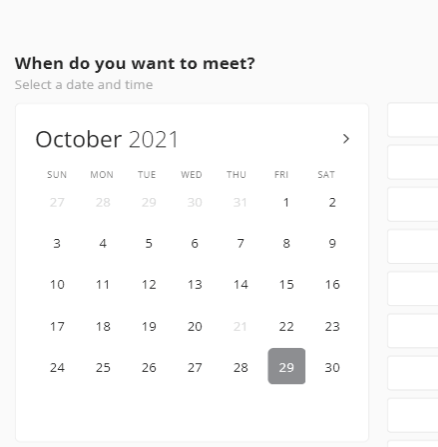 When do you want to meet?
Select a date and time
October 2021
SUN MON TUE WED THU FRI SAT
27 28 29 30 31 1 2
3 4 5 6 7 8 9
10 11 12 13 14 15 16
17 18 19 20 21 22 23
24 25 26 27 28 29 30